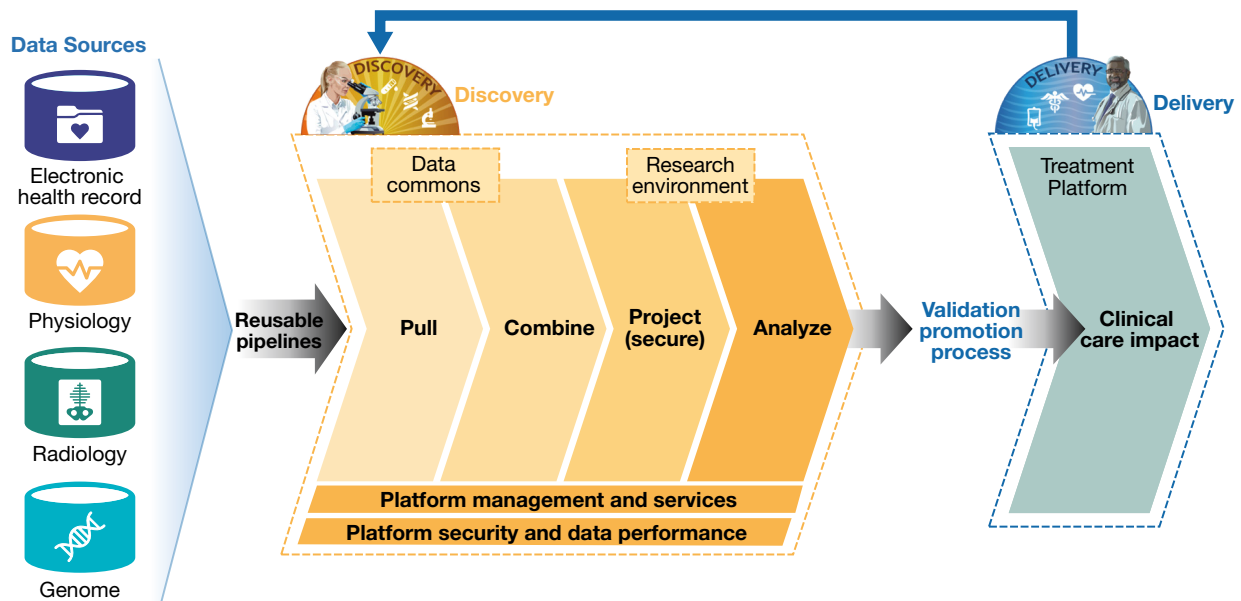 Data Sources
Electronic
health record
Physiology
Radiology
Genome
Reusable
pipelines
DISCOVERY
Discovery
Data
commons
Research
environment
Pull
Combine
Project
(secure)
Analyze
Platform management and services
Platform security and data performance
Validation
promotion
process
DELIVERY
Delivery
Treatment
Platform
Clinical
care impact